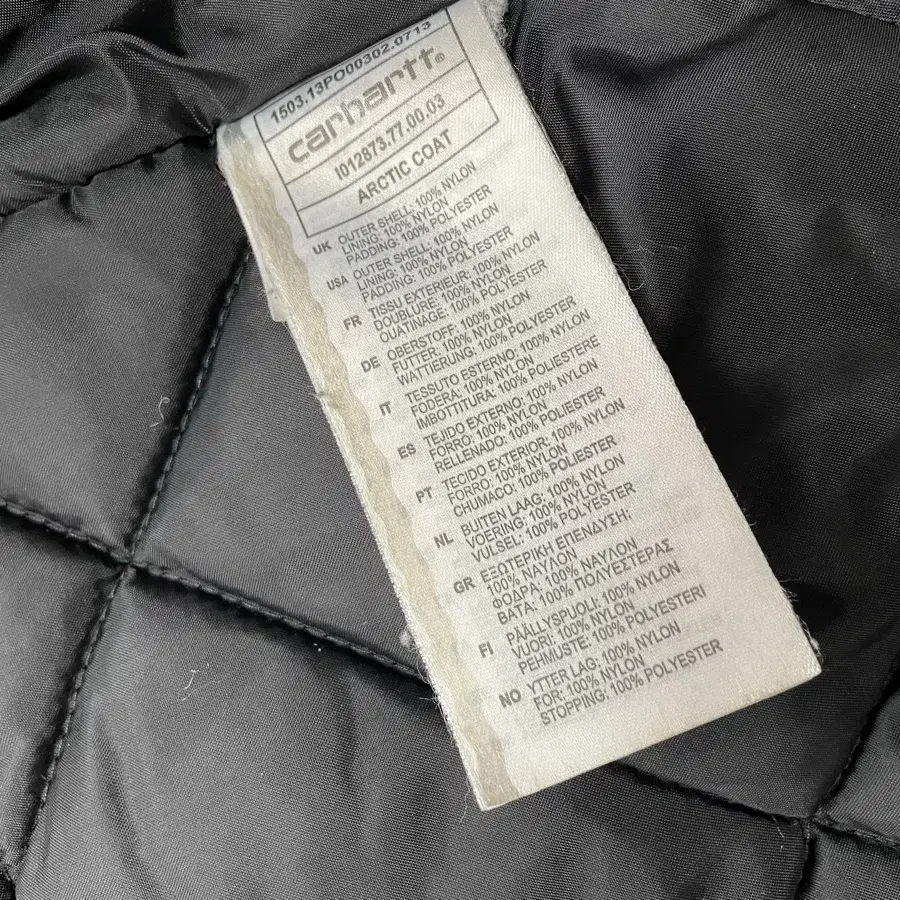 1503.13PO00302.0713
carhartt®
I012873.77.00.03
ARCTIC COAT
UK OUTER SHELL: 100% NYLON
LINING: 100% NYLON
PADDING: 100% POLYESTER
USA OUTER SHELL: 100% NYLON
LINING: 100% NYLON
PADDING: 100% POLYESTER
FR TISSU EXTERIEUR: 100% NYLON
DOUBLURE: 100% NYLON
OUATINAGE: 100% POLYESTER
DE OBERSTOFF: 100% NYLON
FUTTER: 100% NYLON
WATTIERUNG: 100% POLYESTER
IT TESSUTO ESTERNO: 100% NYLON
FODERA: 100% NYLON
IMBOTTITURA: 100% POLIESTERE
ES TEJIDO EXTERNO: 100% NYLON
FORRO: 100% NYLON
RELLENADO: 100% POLIESTER
PT TECIDO EXTERIOR: 100% NYLON
FORRO: 100% NYLON
CHUMACO: 100% POLIESTER
NL BUITEN LAAG: 100% NYLON
VOERING: 100% NYLON
VULSEL: 100% POLYESTER
GR ΕΞΩΤΕΡΙΚΗ ΕΠΕΝΔΥΣΗ:
100% ΝΑΥΛΟΝ
ΦΟΔΡΑ: 100% ΝΑΥΛΟΝ
ΒΑΤΑ: 100% ΠΟΛΥΕΣΤΕΡΑΣ
FI PÄÄLLYSPUOLI: 100% NYLON
VUORI: 100% NYLON
PEHMUSTE: 100% POLYESTERI
NO YTTER LAG: 100% NYLON
FOR: 100% NYLON
STOPPING: 100% POLYESTER